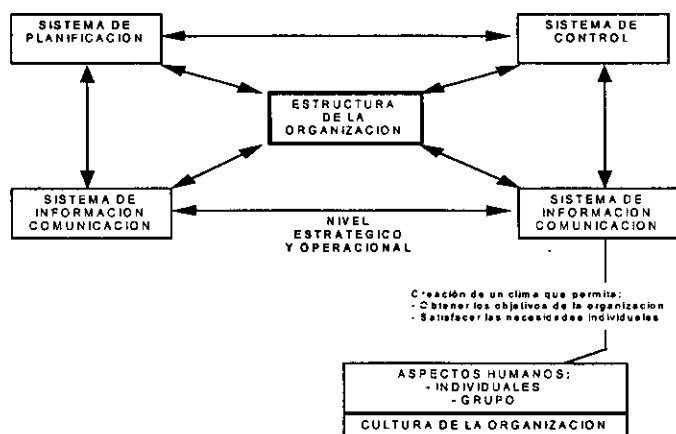 SISTEMA DE
PLANIFICACION
SISTEMA DE
CONTROL
ESTRUCTURA
DE LA
ORGANIZACION
SISTEMA DE
INFORMACION
COMUNICACION
NIVEL
ESTRATEGICO
Y OPERACIONAL
SISTEMA DE
INFORMACION
COMUNICACION
Creación de un clima que permita:
- Obtener los objetivos de la organización
- Satisfacer las necesidades individuales
ASPECTOS HUMANOS:
- INDIVIDUALES
- GRUPO
CULTURA DE LA ORGANIZACION